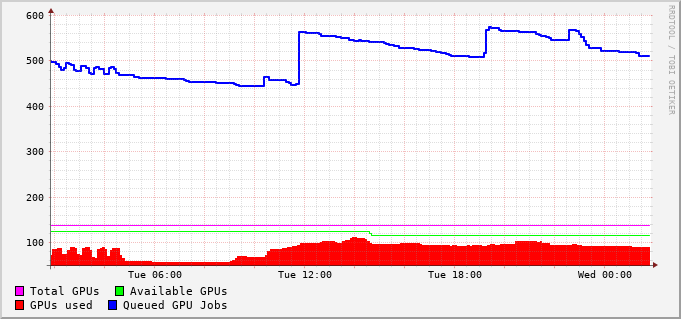 600
500
400
300
200
100
Tue 06:00 Tue 12:00 Tue 18:00 Wed 00:00
Total GPUs Available GPUs
GPUs used Queued GPU Jobs
RRDTOOL / TOBI OETIKER